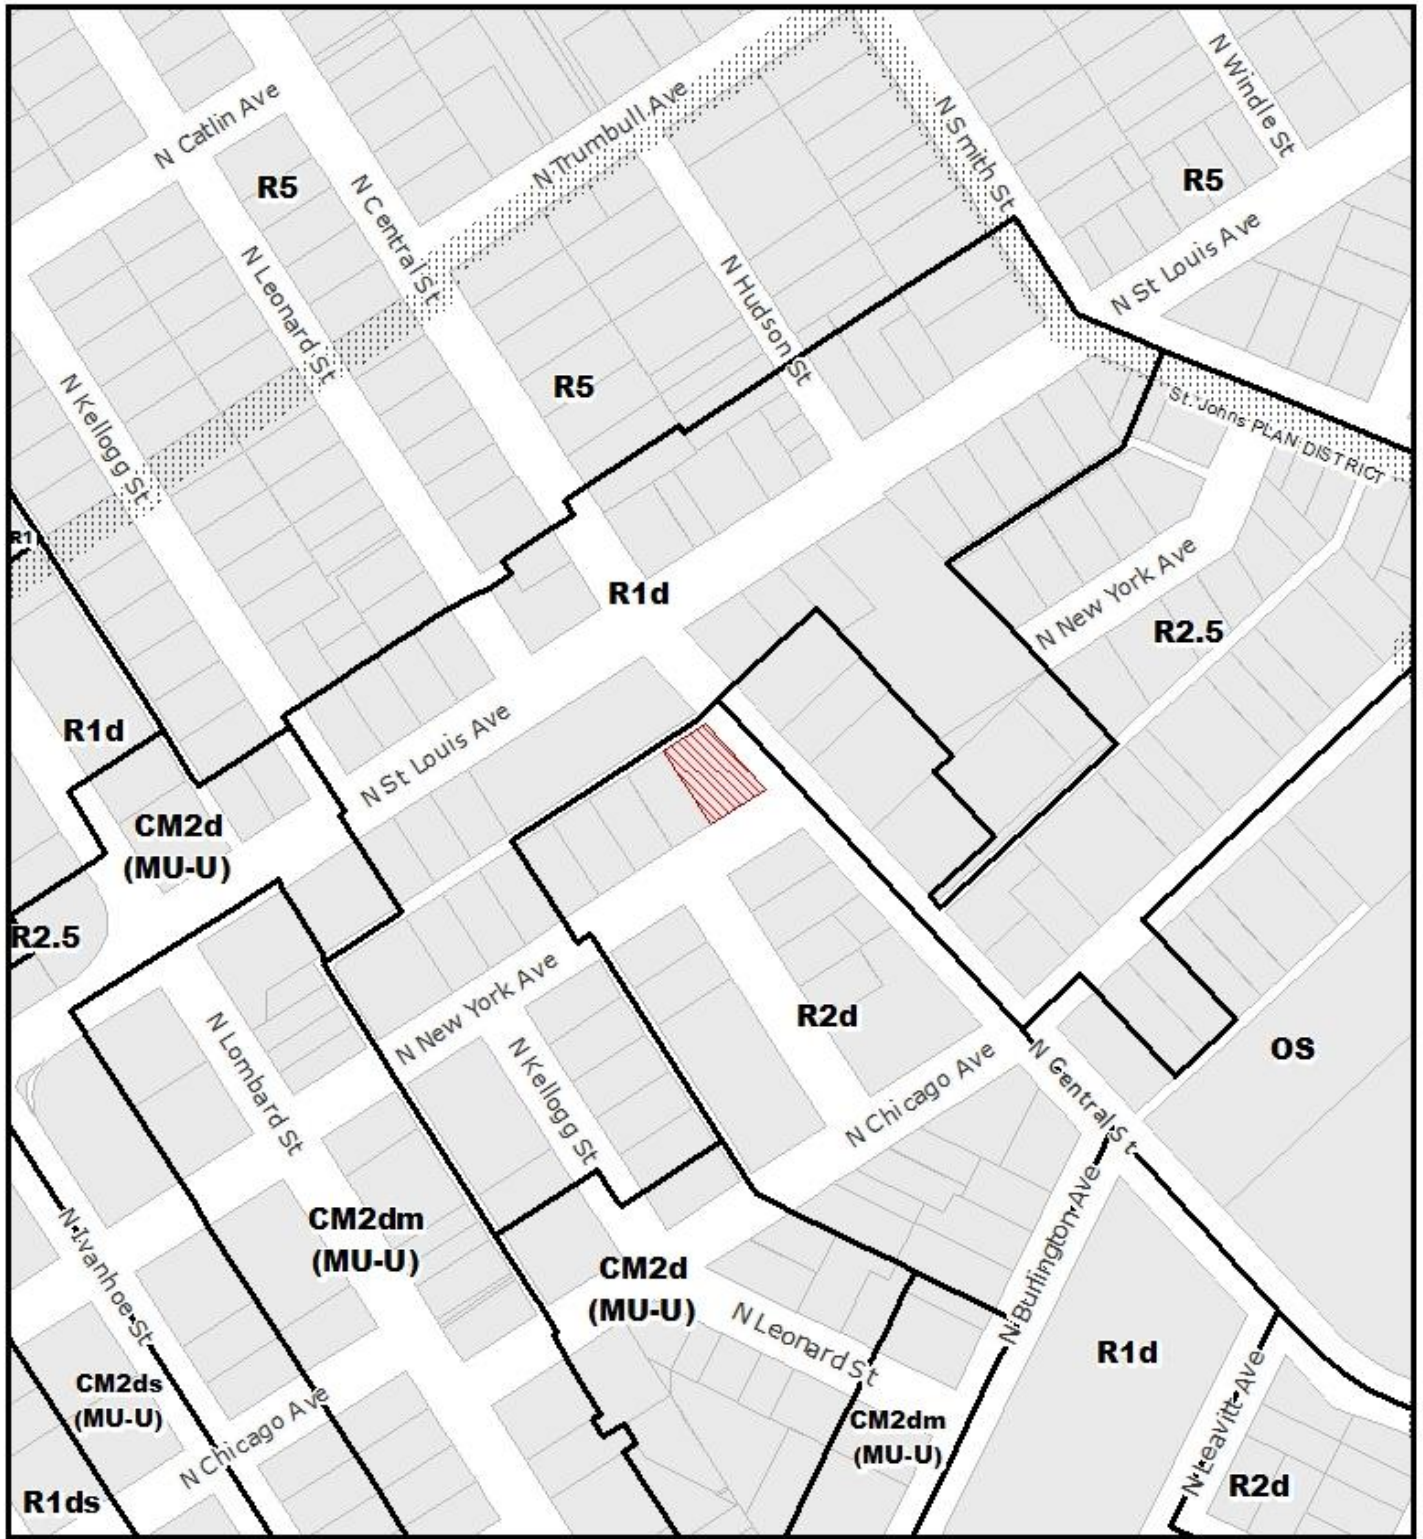 N Windle St
N Catlin Ave
N Trumbull Ave
N Smith St
R5
R5
N Central St
N St Louis Ave
N Leonard St
N Hudson St
R5
N Kellogg St
St. Johns PLAN DISTRICT
R1
R1d
N New York Ave
R2.5
R1d
N St Louis Ave
CM2d
(MU-U)
R2.5
N New York Ave
R2d
N Lombard St
N Kellogg St
N Chicago Ave
N Central St
OS
CM2dm
(MU-U)
N Ivanhoe St
CM2d
(MU-U)
N Burlington Ave
N Leonard St
R1d
CM2ds
(MU-U)
N Chicago Ave
CM2dm
(MU-U)
N Leavitt Ave
R1ds
R2d